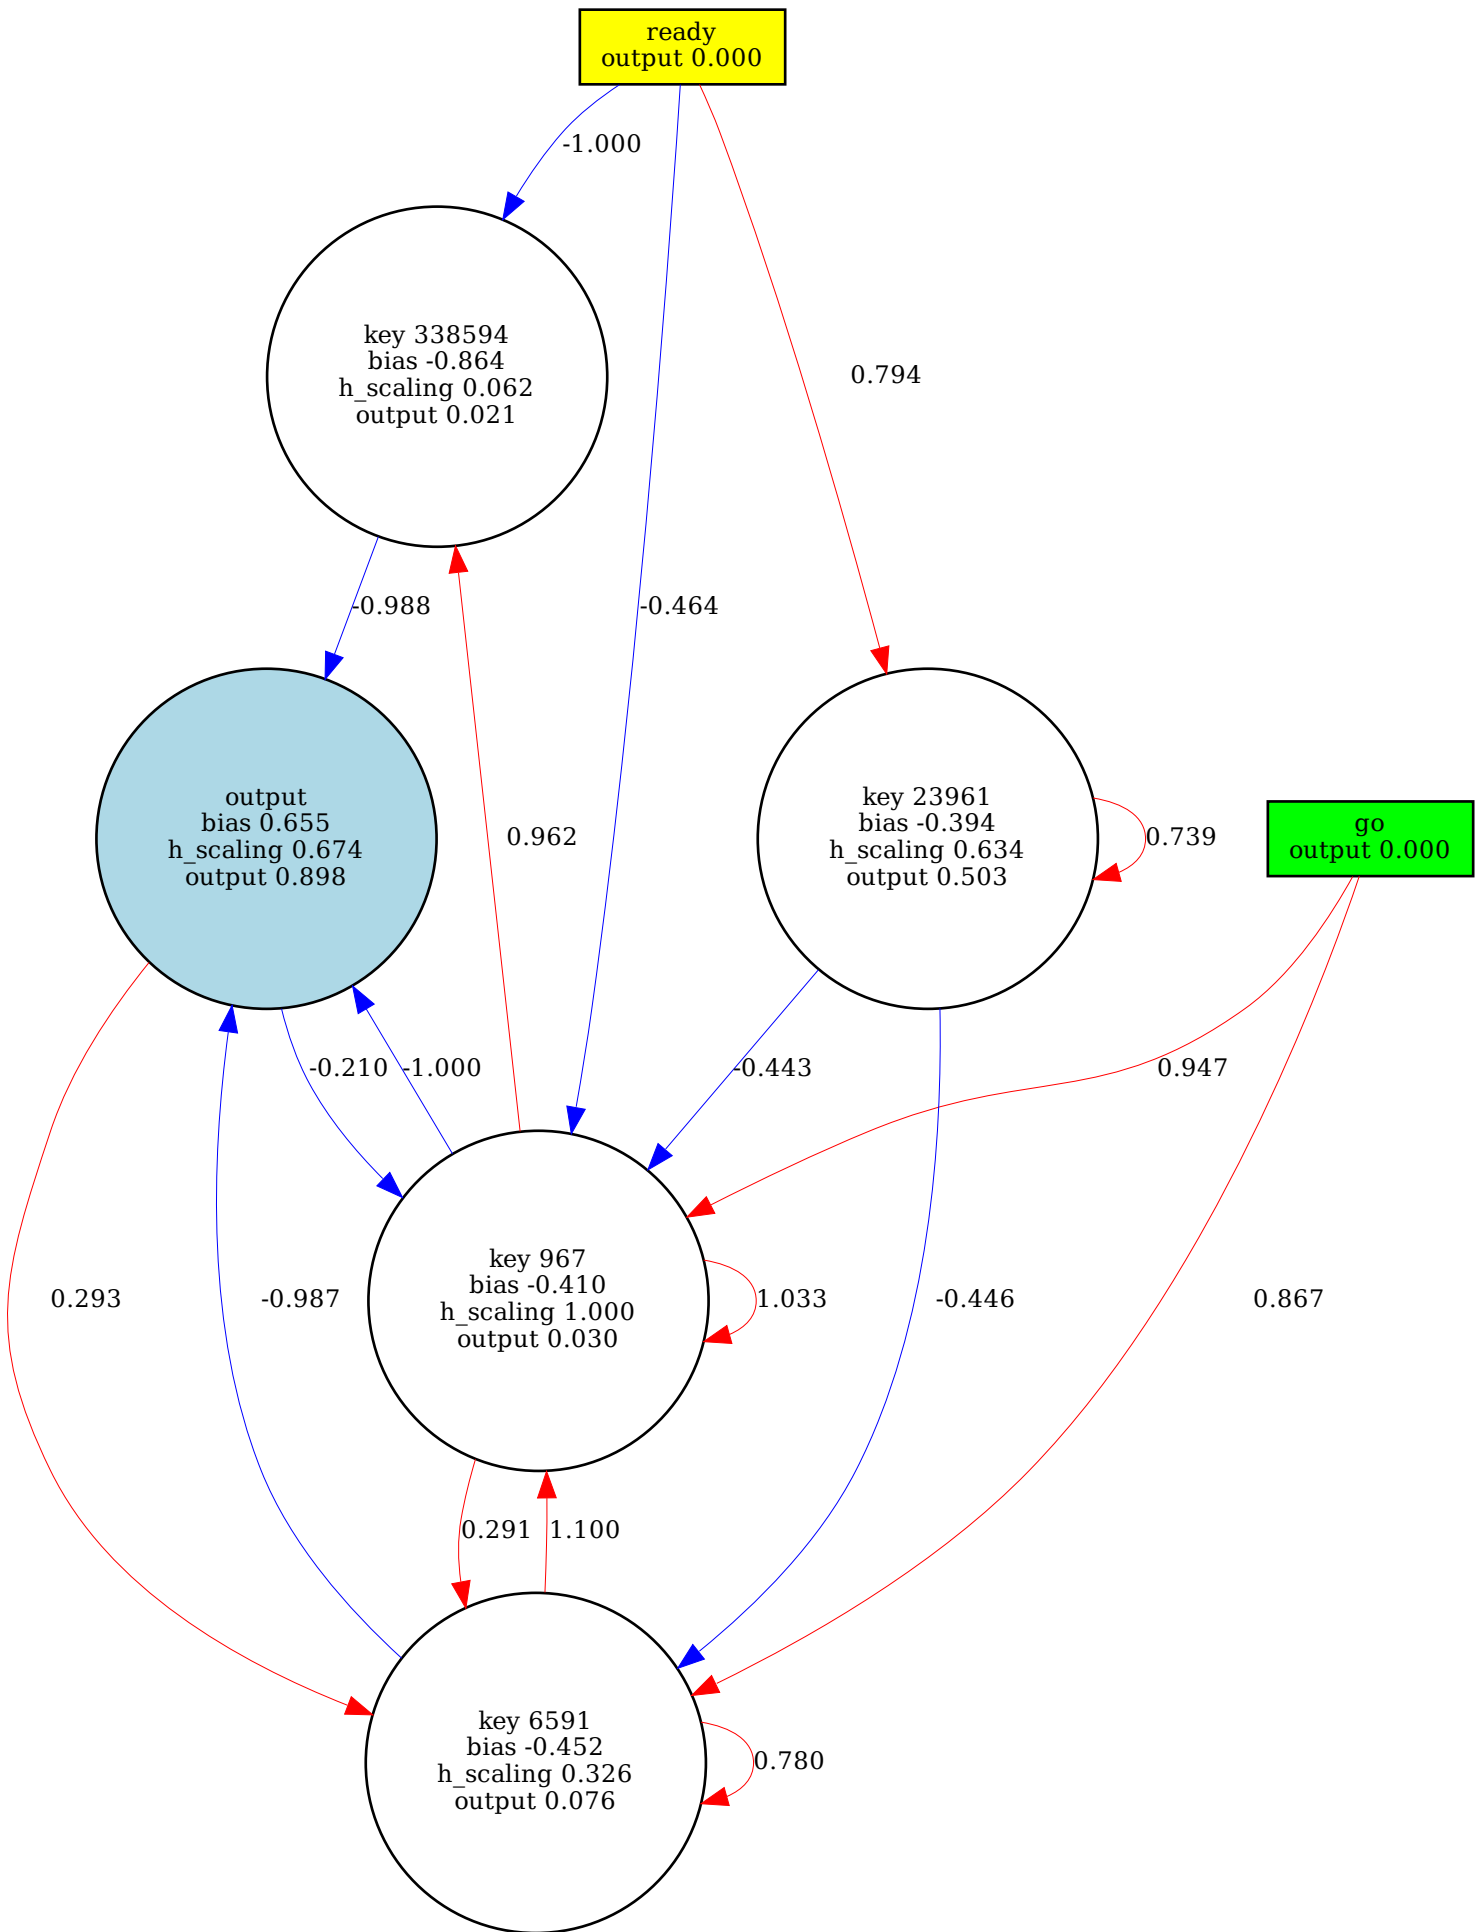 ready
output 0.000
-1.000
key 338594
bias -0.864
h_scaling 0.062
output 0.021
0.794
-0.988
-0.464
output
bias 0.655
h_scaling 0.674
output 0.898
0.962
key 23961
bias -0.394
h_scaling 0.634
output 0.503
0.739
go
output 0.000
-0.210
-1.000
-0.443
0.947
0.293
-0.987
key 967
bias -0.410
h_scaling 1.000
output 0.030
1.033
-0.446
0.867
0.291
1.100
key 6591
bias -0.452
h_scaling 0.326
output 0.076
0.780